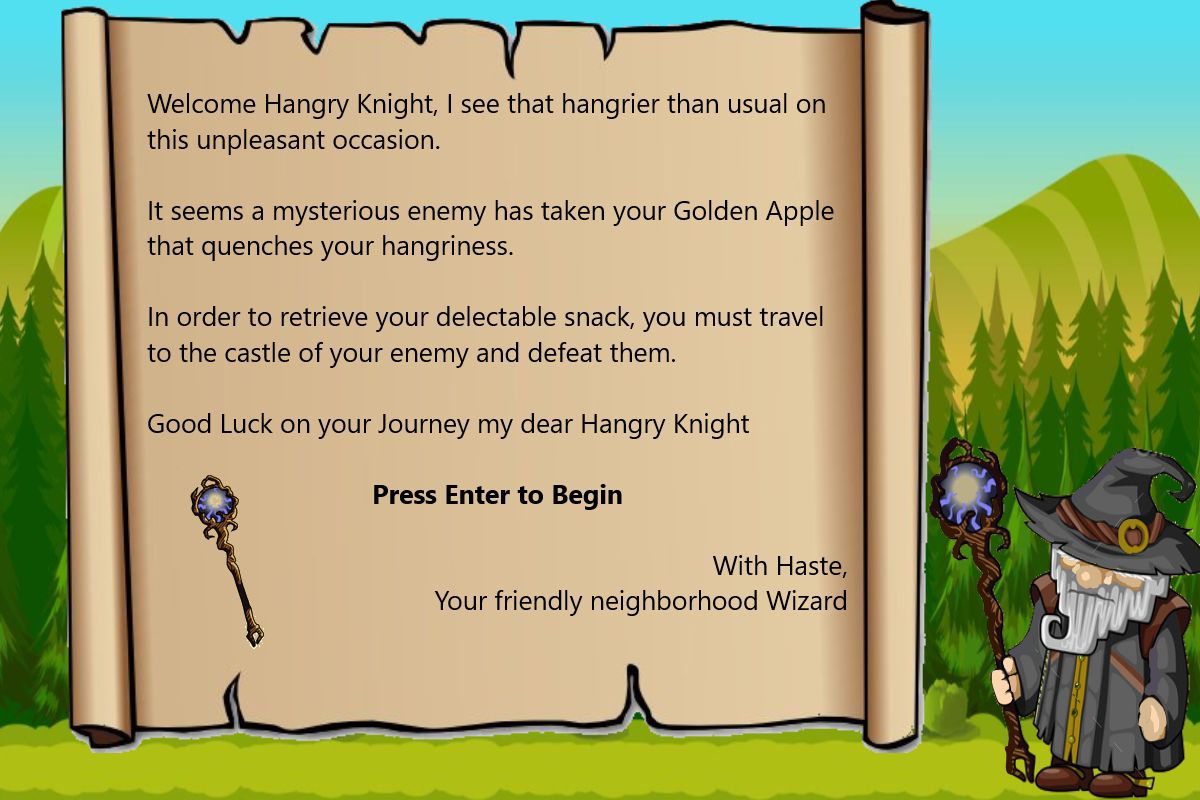 Welcome Hangry Knight, I see that hangrier than usual on
this unpleasant occasion.
It seems a mysterious enemy has taken your Golden Apple
that quenches your hangriness.
In order to retrieve your delectable snack, you must travel
to the castle of your enemy and defeat them.
Good Luck on your Journey my dear Hangry Knight
Press Enter to Begin
With Haste,
Your friendly neighborhood Wizard